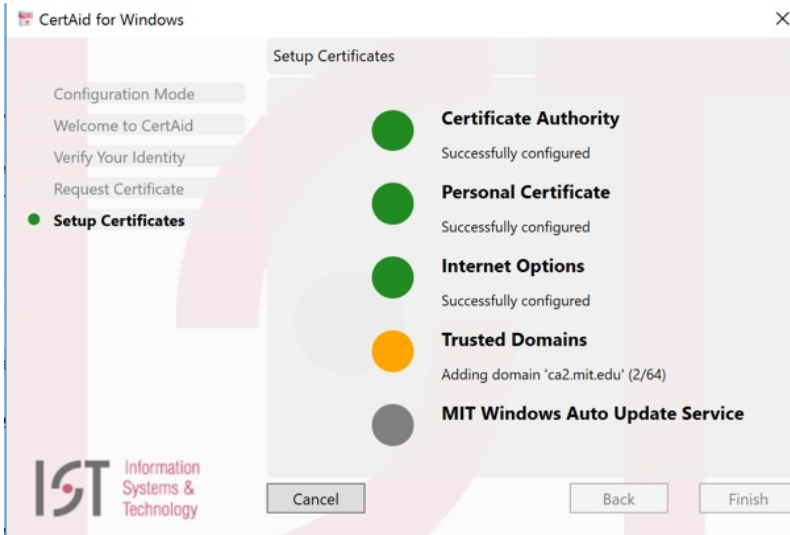 CertAid for Windows
Setup Certificates
Configuration Mode
Welcome to CertAid
Verify Your Identity
Request Certificate
Setup Certificates
Certificate Authority
Successfully configured
Personal Certificate
Successfully configured
Internet Options
Successfully configured
Trusted Domains
Adding domain 'ca2.mit.edu' (2/64)
MIT Windows Auto Update Service
IST
Information
Systems &
Technology
Cancel
Back
Finish